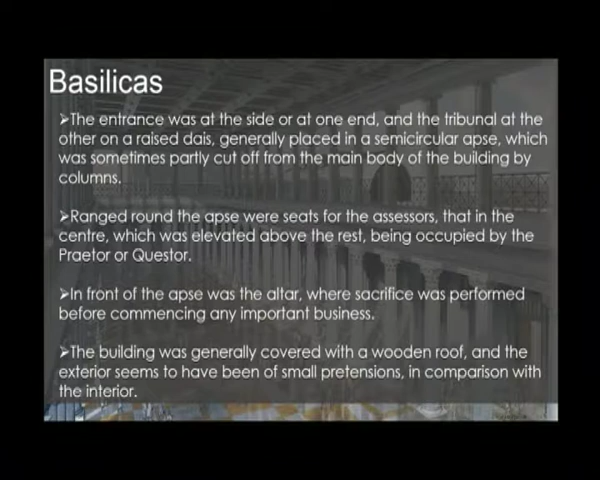 Basilicas
➢The entrance was at the side or at one end, and the tribunal at the
other on a raised dais, generally placed in a semicircular apse, which
was sometimes partly cut off from the main body of the building by
columns.
➢Ranged round the apse were seats for the assessors, that in the
centre, which was elevated above the rest, being occupied by the
Praetor or Questor.
➢In front of the apse was the altar, where sacrifice was performed
before commencing any important business.
➢The building was generally covered with a wooden roof, and the
exterior seems to have been of small pretensions, in comparison with
the interior.